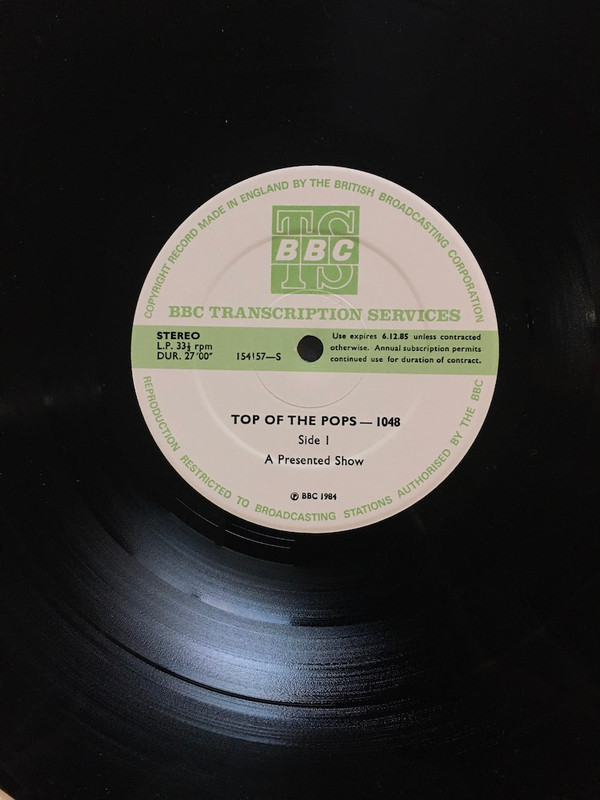 COPYRIGHT RECORD MADE IN ENGLAND BY THE BRITISH BROADCASTING CORPORATION
TS
BBC
BBC TRANSCRIPTION SERVICES
STEREO
L.P. 33⅓ rpm
DUR. 27'00"
154157—S
Use expires 6.12.85 unless contracted
otherwise. Annual subscription permits
continued use for duration of contract.
TOP OF THE POPS — 1048
Side 1
A Presented Show
℗ BBC 1984
REPRODUCTION RESTRICTED TO BROADCASTING STATIONS AUTHORISED BY THE BBC